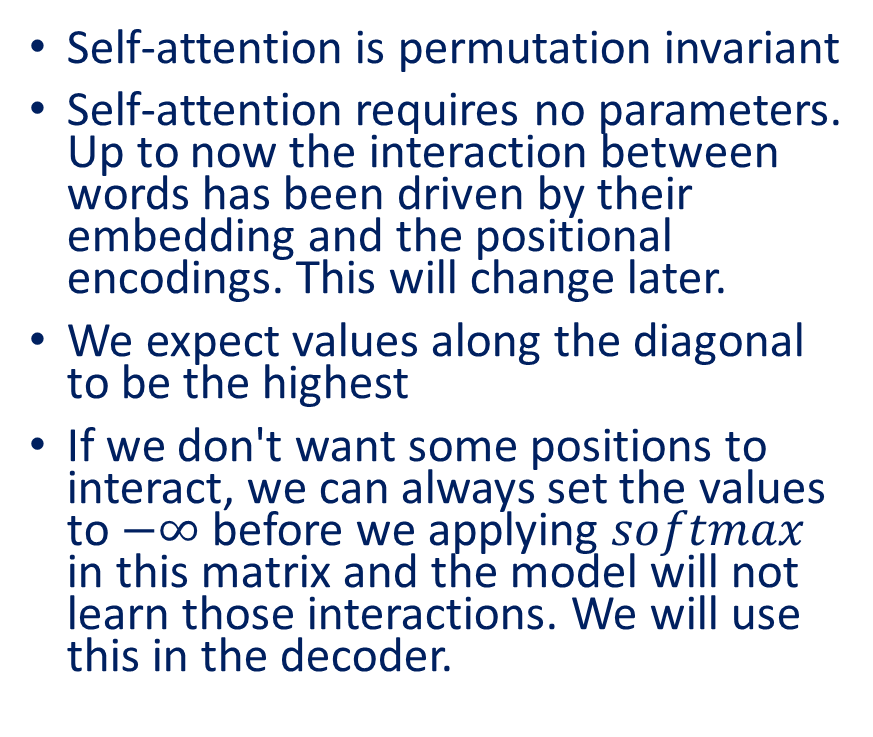 • Self-attention is permutation invariant
• Self-attention requires no parameters.
Up to now the interaction between
words has been driven by their
embedding and the positional
encodings. This will change later.
• We expect values along the diagonal
to be the highest
• If we don't want some positions to
interact, we can always set the values
to −∞ before we applying softmax
in this matrix and the model will not
learn those interactions. We will use
this in the decoder.